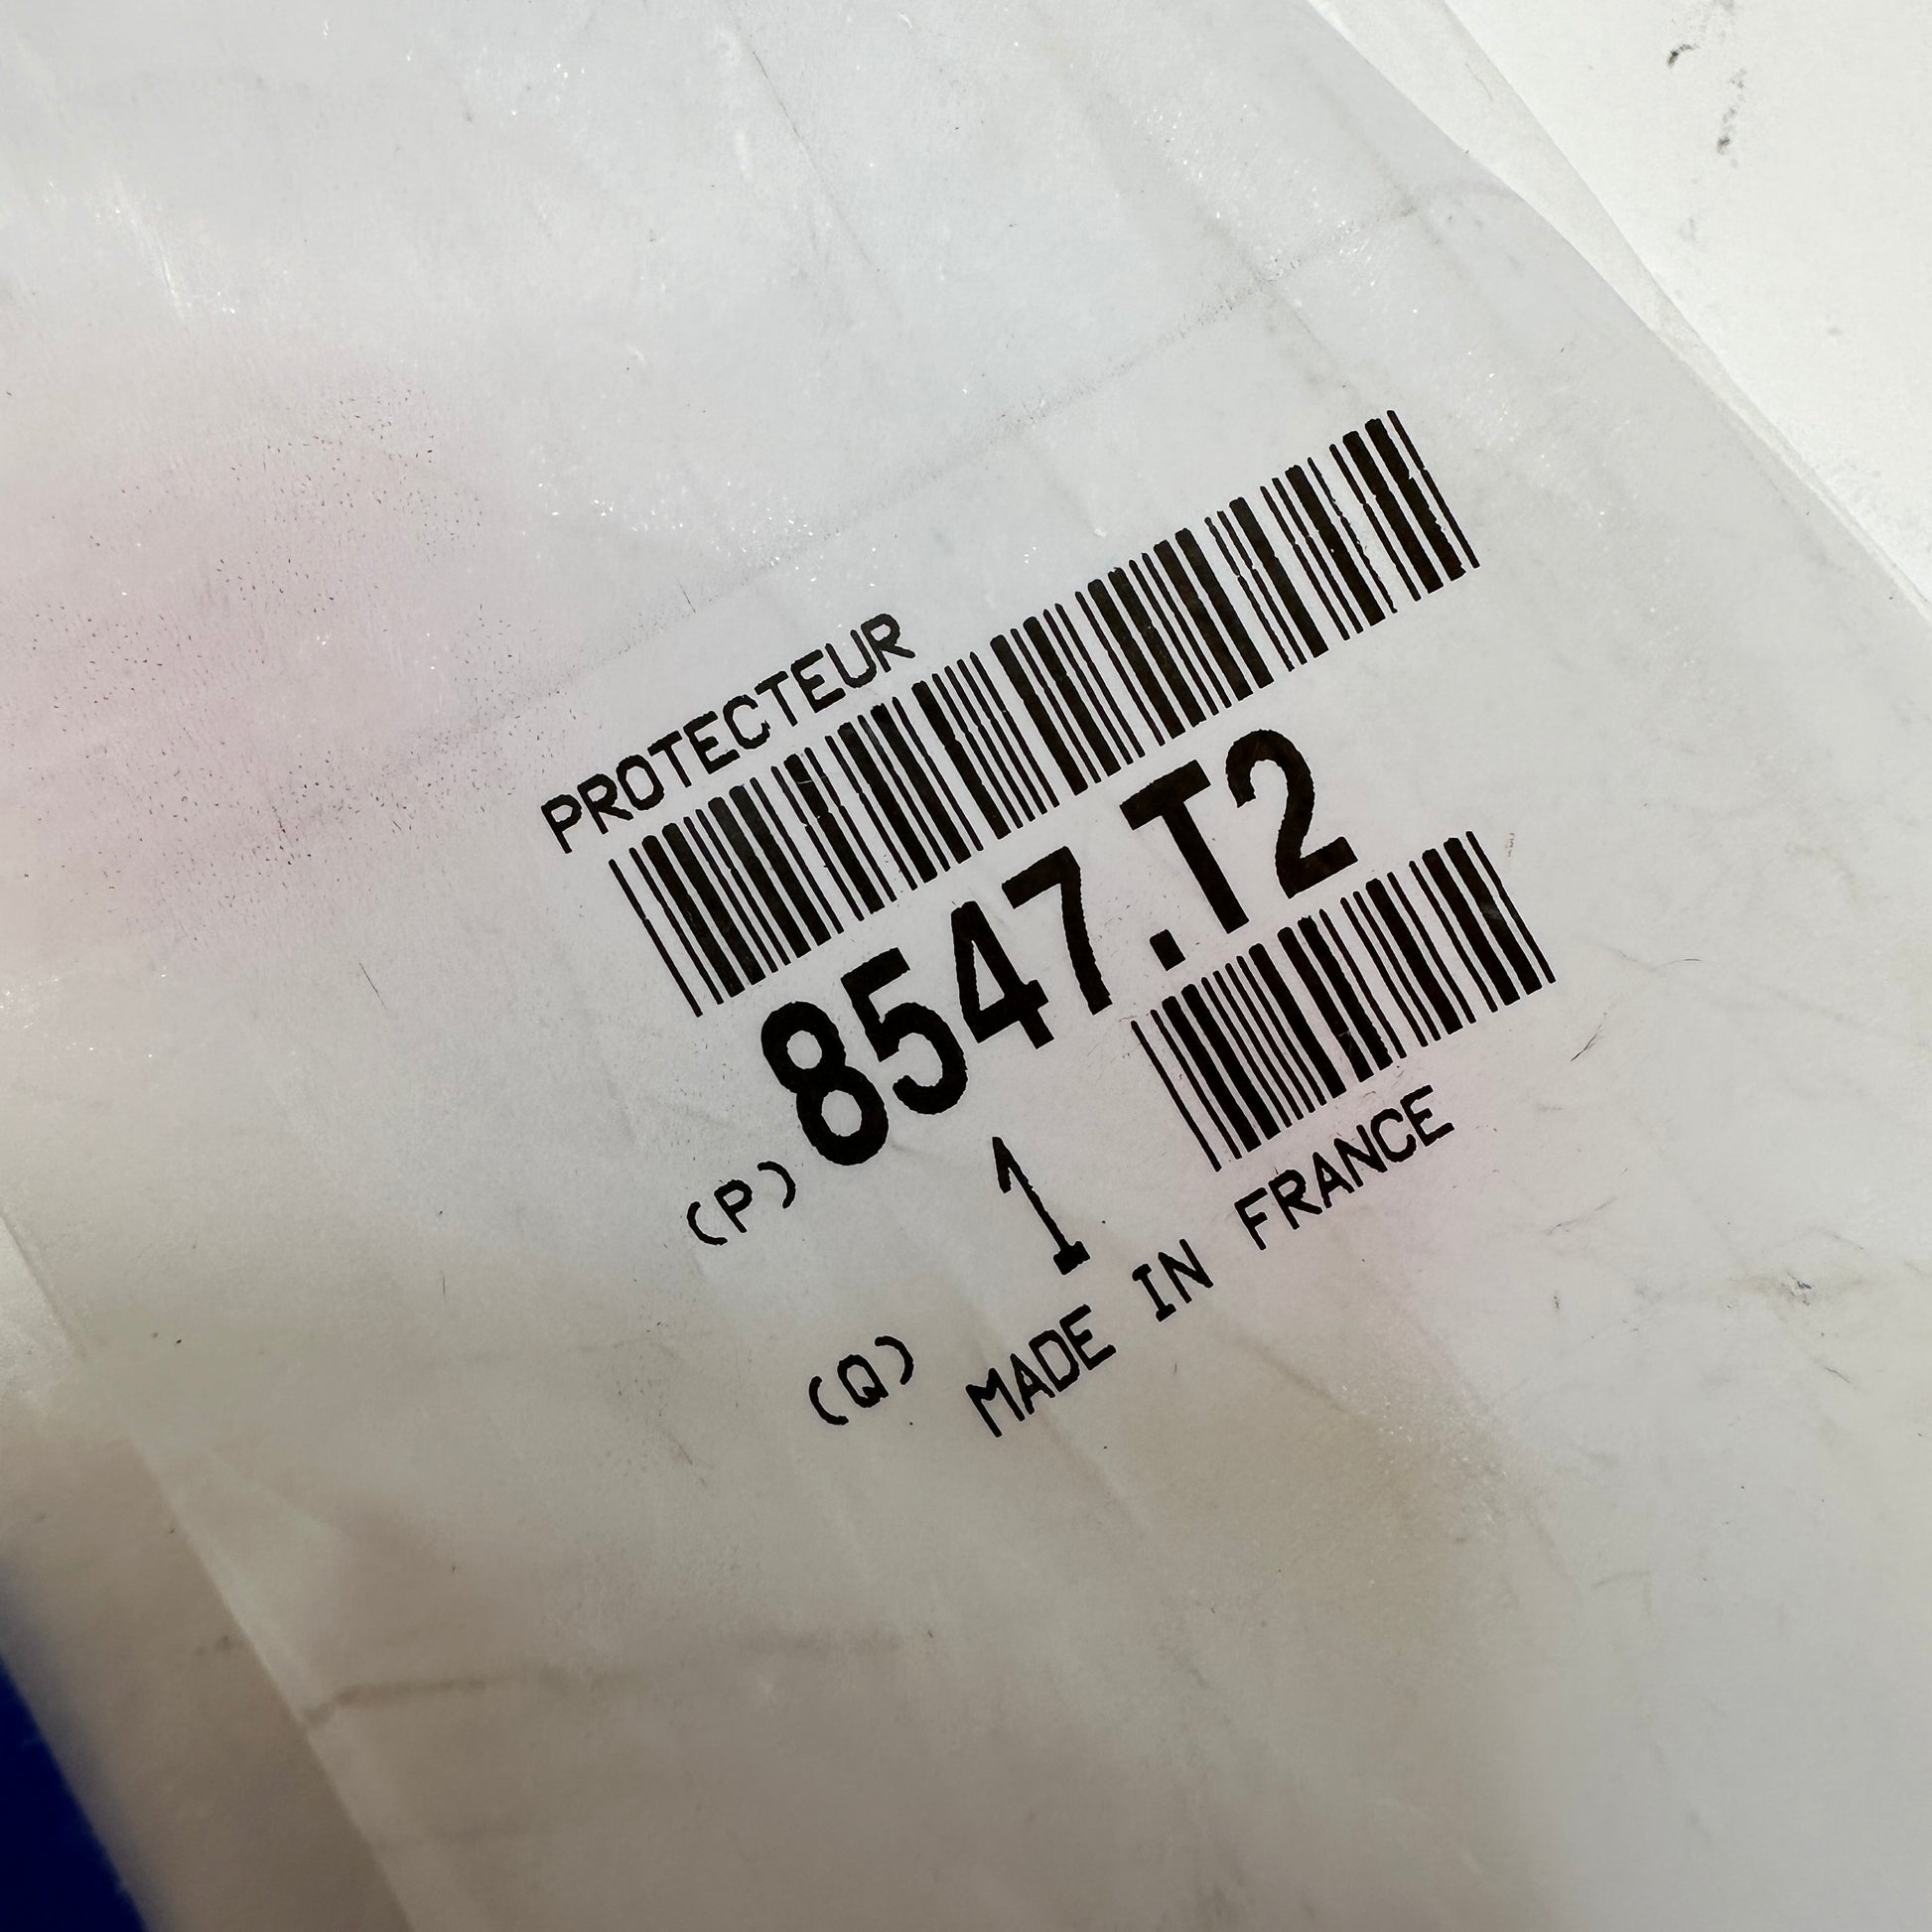 PROTECTEUR
(P) 8547.T2
(Q) 1
MADE IN FRANCE